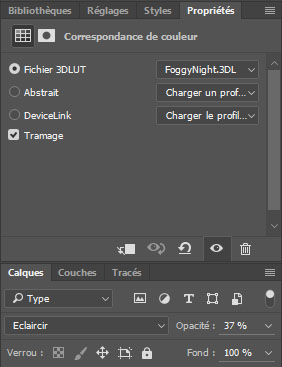 Bibliothèques Réglages Styles Propriétés
Correspondance de couleur
Fichier 3DLUT FoggyNight.3DL
Abstrait Charger un prof...
DeviceLink Charger le profil...
Tramage
Calques Couches Tracés
Type
Eclaircir Opacité : 37 %
Verrou : Fond : 100 %